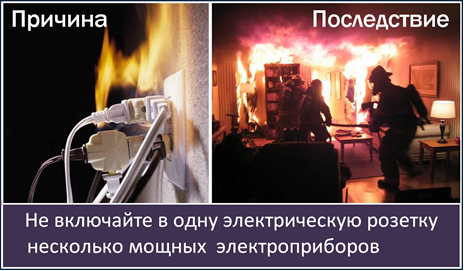 Причина
Последствие
Не включайте в одну электрическую розетку
несколько мощных электроприборов